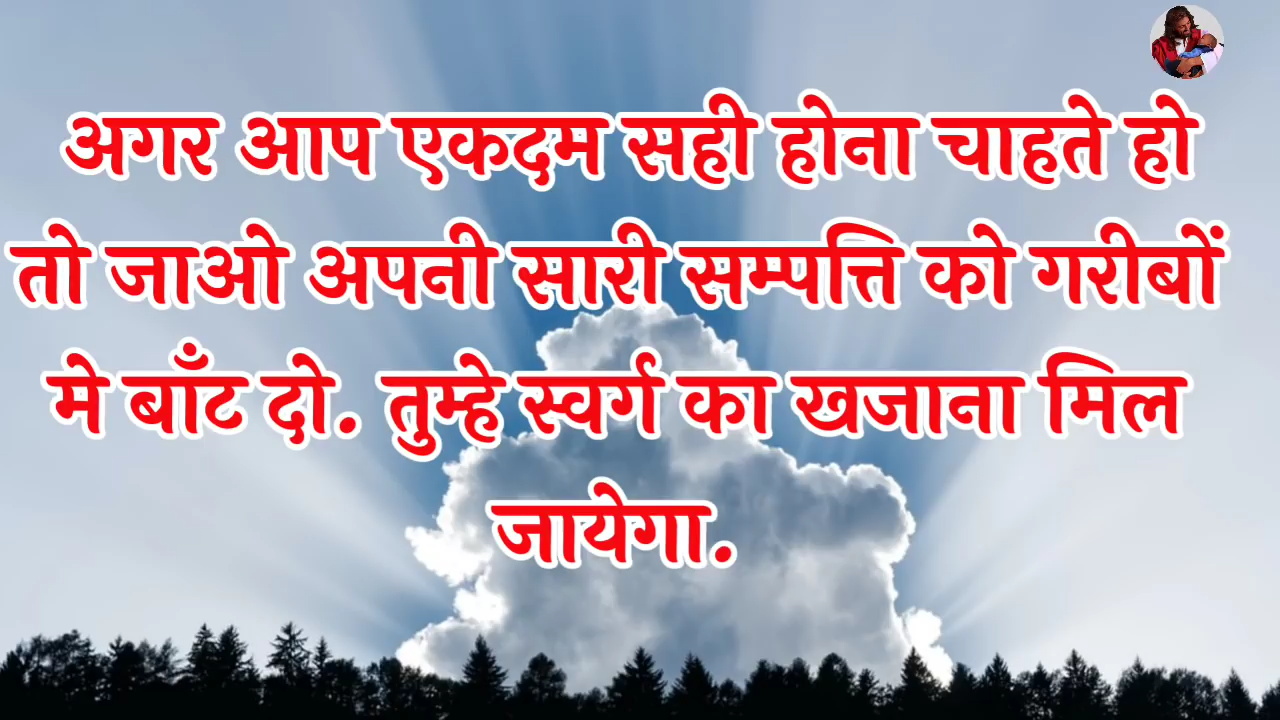 अगर आप एकदम सही होना चाहते हो
तो जाओ अपनी सारी सम्पत्ति को गरीबों
मे बाँट दो. तुम्हे स्वर्ग का खजाना मिल
जायेगा.